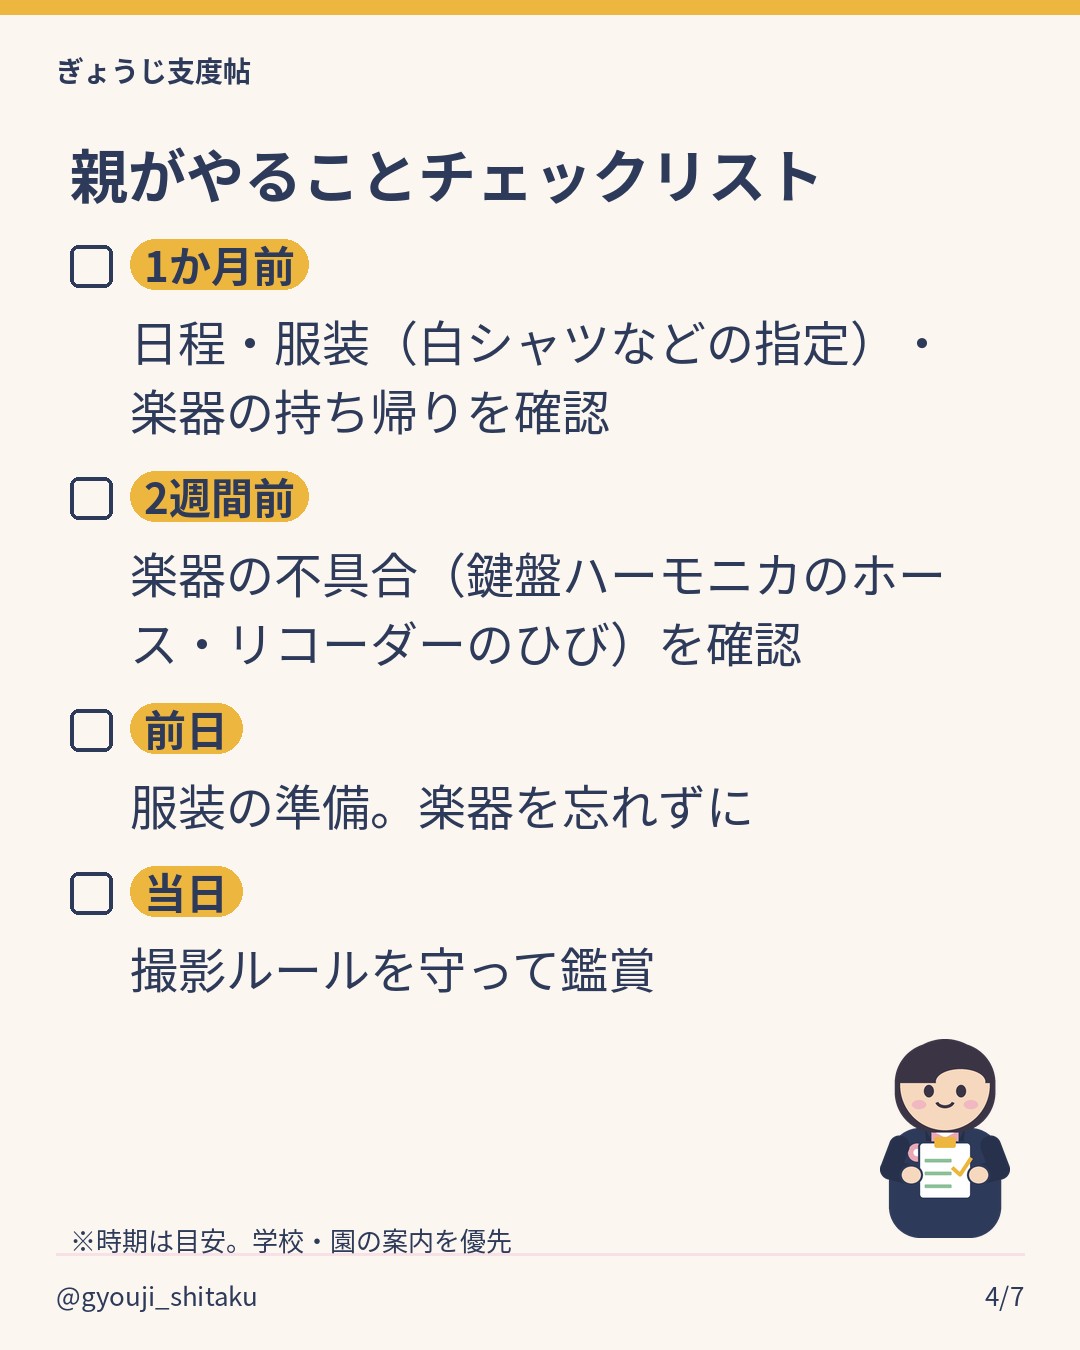 ぎょうじ支度帖
親がやることチェックリスト
1か月前
日程・服装（白シャツなどの指定）・
楽器の持ち帰りを確認
2週間前
楽器の不具合（鍵盤ハーモニカのホー
ス・リコーダーのひび）を確認
前日
服装の準備。楽器を忘れずに
当日
撮影ルールを守って鑑賞
※時期は目安。学校・園の案内を優先
@gyouji_shitaku
4/7